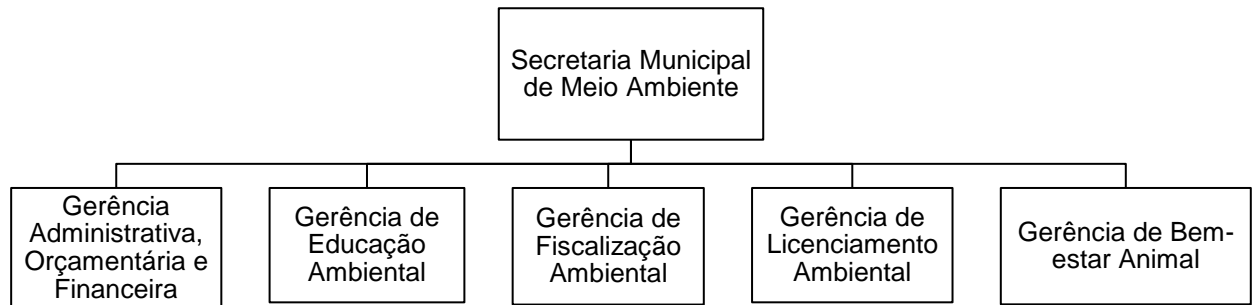 Secretaria Municipal
de Meio Ambiente
Gerência
Administrativa,
Orçamentária e
Financeira
Gerência de
Educação
Ambiental
Gerência de
Fiscalização
Ambiental
Gerência de
Licenciamento
Ambiental
Gerência de Bem-
estar Animal